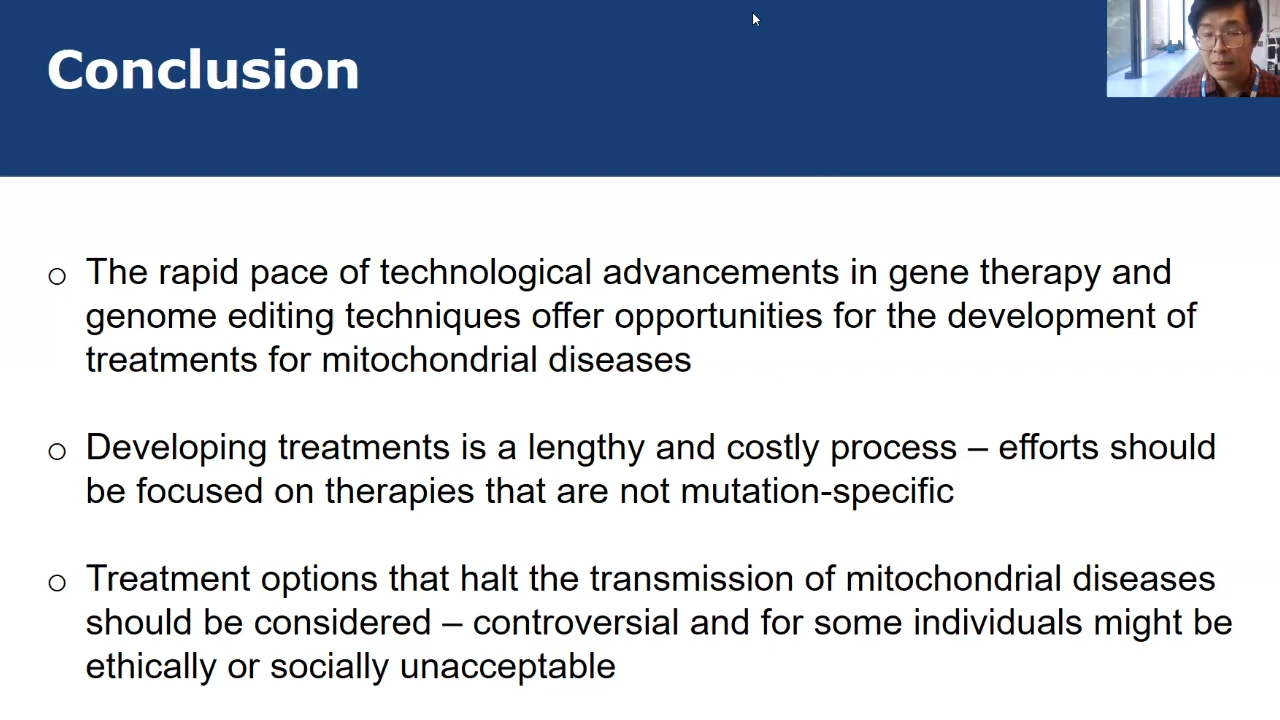 Conclusion
o The rapid pace of technological advancements in gene therapy and
genome editing techniques offer opportunities for the development of
treatments for mitochondrial diseases
o Developing treatments is a lengthy and costly process – efforts should
be focused on therapies that are not mutation-specific
o Treatment options that halt the transmission of mitochondrial diseases
should be considered – controversial and for some individuals might be
ethically or socially unacceptable